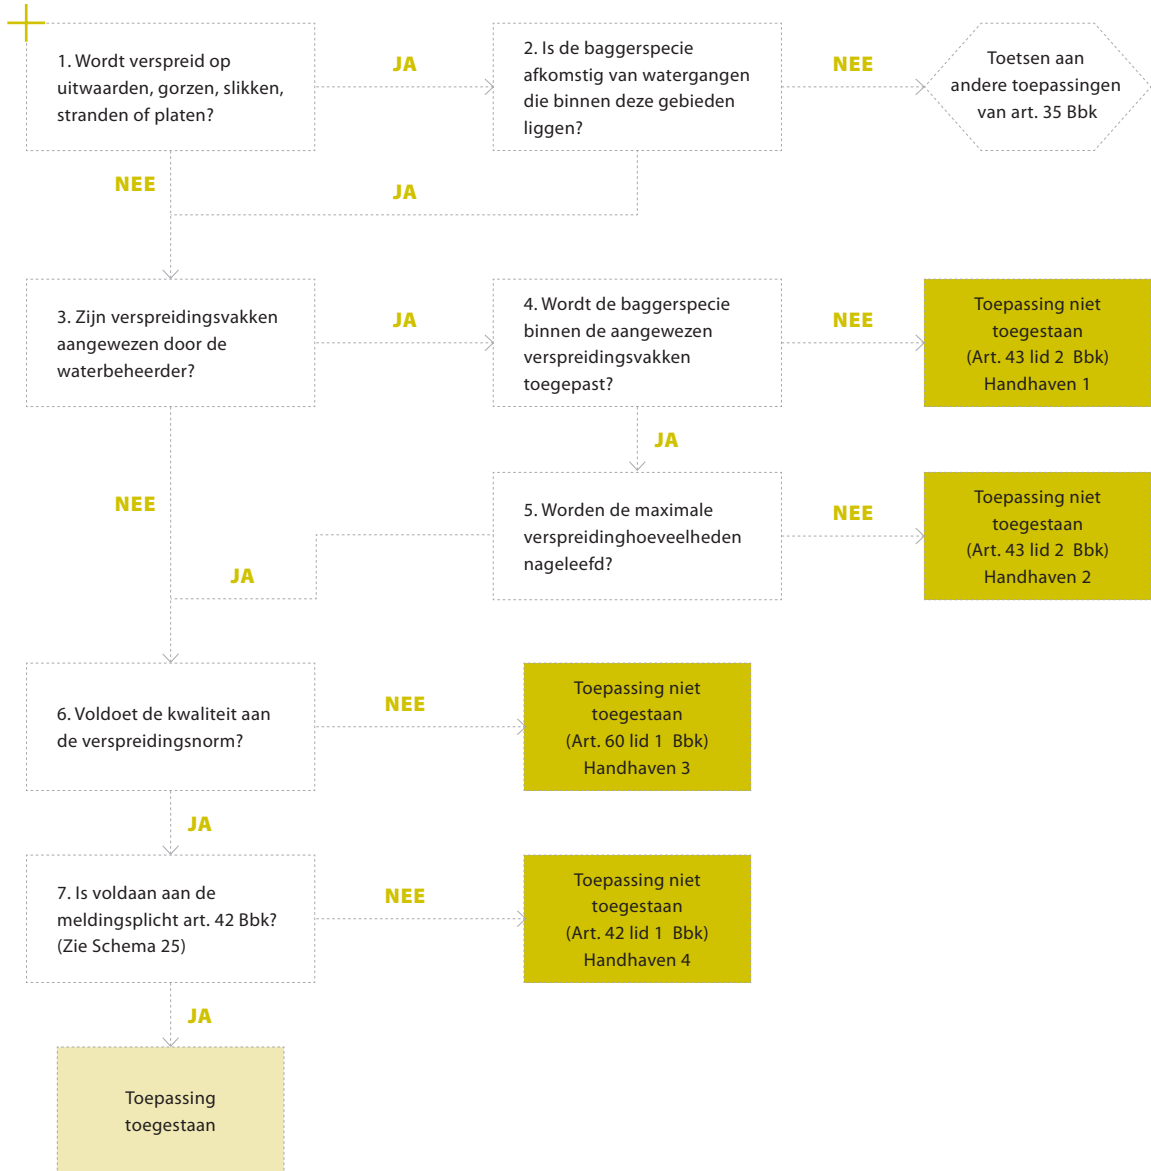 1. Wordt verspreid op
uitwaarden, gorzen, slikken,
stranden of platen?
JA
2. Is de baggerspecie
afkomstig van watergangen
die binnen deze gebieden
liggen?
NEE
Toetsen aan
andere toepassingen
van art. 35 Bbk
NEE
JA
3. Zijn verspreidingsvakken
aangewezen door de
waterbeheerder?
JA
4. Wordt de baggerspecie
binnen de aangewezen
verspreidingsvakken
toegepast?
NEE
Toepassing niet
toegestaan
(Art. 43 lid 2 Bbk)
Handhaven 1
JA
NEE
5. Worden de maximale
verspreidinghoeveelheden
nageleefd?
NEE
Toepassing niet
toegestaan
(Art. 43 lid 2 Bbk)
Handhaven 2
JA
6. Voldoet de kwaliteit aan
de verspreidingsnorm?
NEE
Toepassing niet
toegestaan
(Art. 60 lid 1 Bbk)
Handhaven 3
JA
7. Is voldaan aan de
meldingsplicht art. 42 Bbk?
(Zie Schema 25)
NEE
Toepassing niet
toegestaan
(Art. 42 lid 1 Bbk)
Handhaven 4
JA
Toepassing
toegestaan